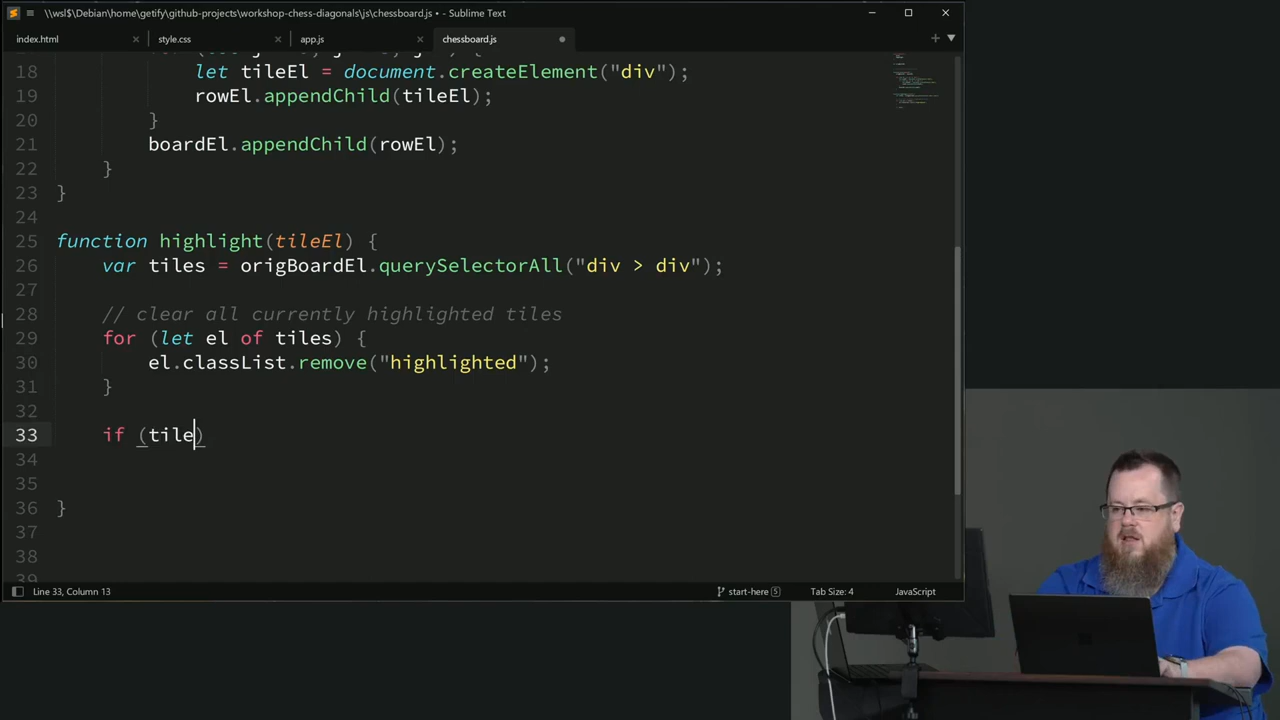 \\wsl$\Debian\home\getify\github-projects\workshop-chess-diagonals\js\chessboard.js • - Sublime Text
index.html
style.css
app.js
chessboard.js
18 let tileEl = document.createElement("div");
19 rowEl.appendChild(tileEl);
20 }
21 boardEl.appendChild(rowEl);
22 }
23 }
24
25 function highlight(tileEl) {
26 var tiles = origBoardEl.querySelectorAll("div > div");
27
28 // clear all currently highlighted tiles
29 for (let el of tiles) {
30 el.classList.remove("highlighted");
31 }
32
33 if (tile)
34
35
36 }
37
38
39
Line 33, Column 13
start-here 5
Tab Size: 4
JavaScript